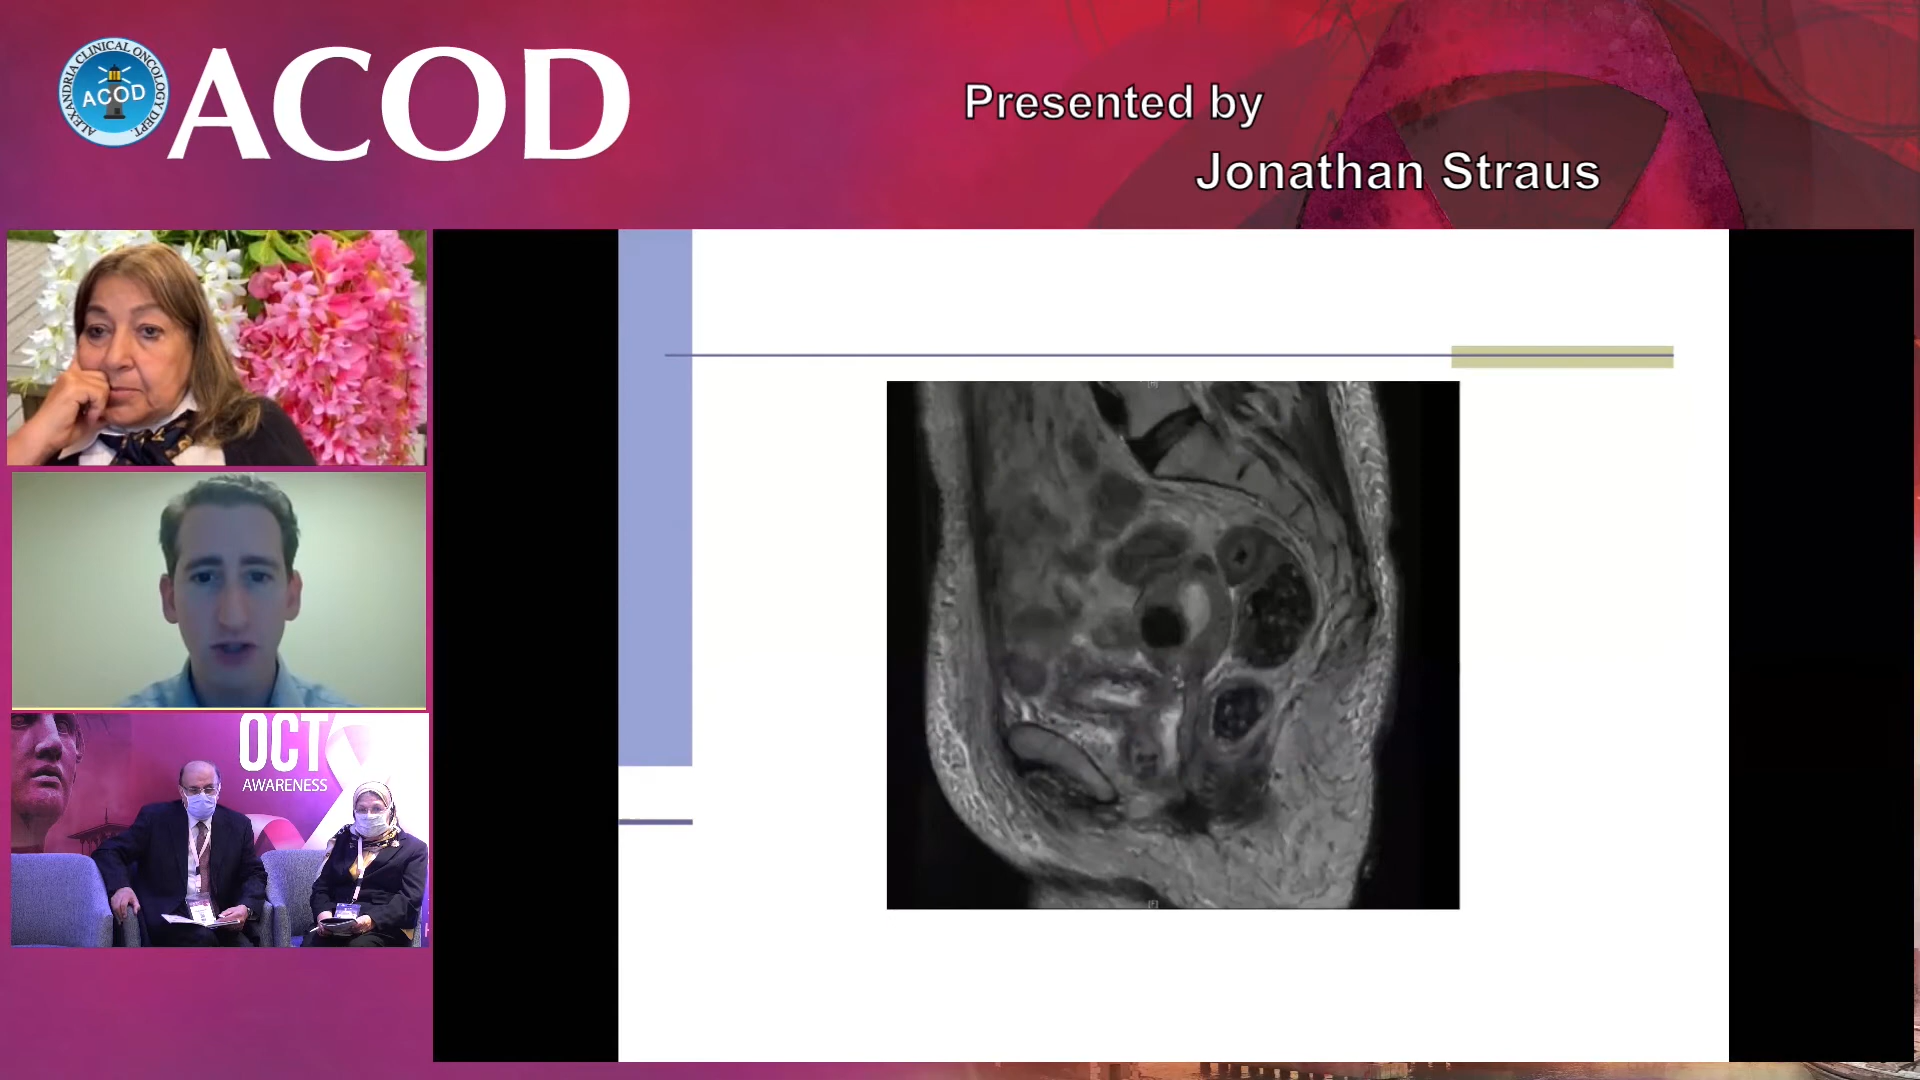 ALEXANDRIA CLINICAL ONCOLOGY DEPT.
ACOD
ACOD
Presented by
Jonathan Straus
OCT
AWARENESS
[H]
[F]